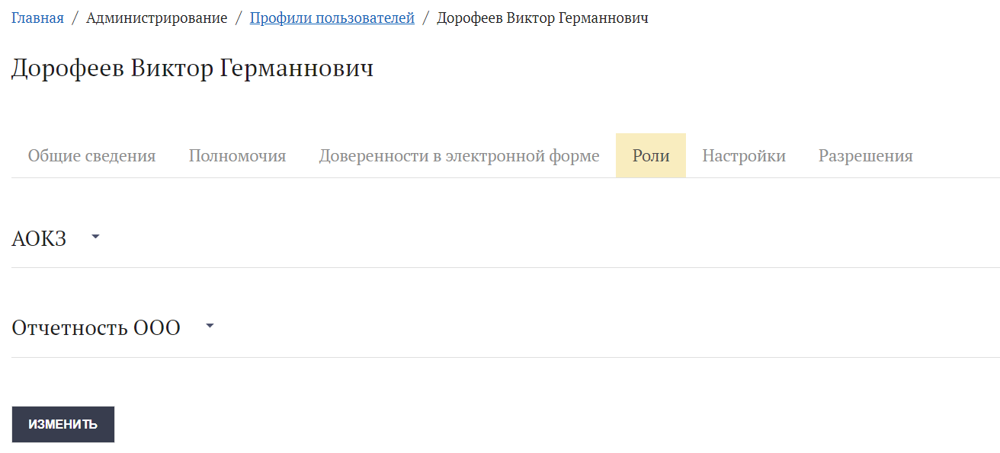 Главная / Администрирование / Профили пользователей / Дорофеев Виктор Германнович
Дорофеев Виктор Германнович
Общие сведения Полномочия Доверенности в электронной форме Роли Настройки Разрешения
АОКЗ
Отчетность ООО
ИЗМЕНИТЬ